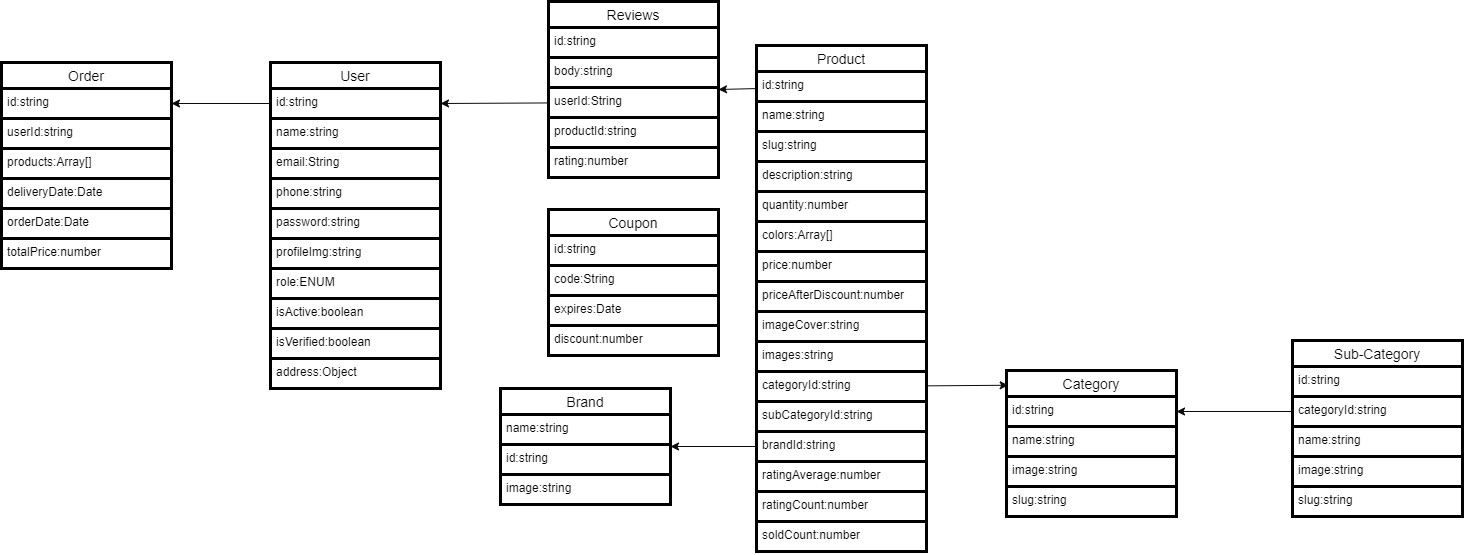 Order
id:string
userId:string
products:Array[]
deliveryDate:Date
orderDate:Date
totalPrice:number
User
id:string
name:string
email:String
phone:string
password:string
profileImg:string
role:ENUM
isActive:boolean
isVerified:boolean
address:Object
Reviews
id:string
body:string
userId:String
productId:string
rating:number
Coupon
id:string
code:String
expires:Date
discount:number
Brand
name:string
id:string
image:string
Product
id:string
name:string
slug:string
description:string
quantity:number
colors:Array[]
price:number
priceAfterDiscount:number
imageCover:string
images:string
categoryId:string
subCategoryId:string
brandId:string
ratingAverage:number
ratingCount:number
soldCount:number
Category
id:string
name:string
image:string
slug:string
Sub-Category
id:string
categoryId:string
name:string
image:string
slug:string